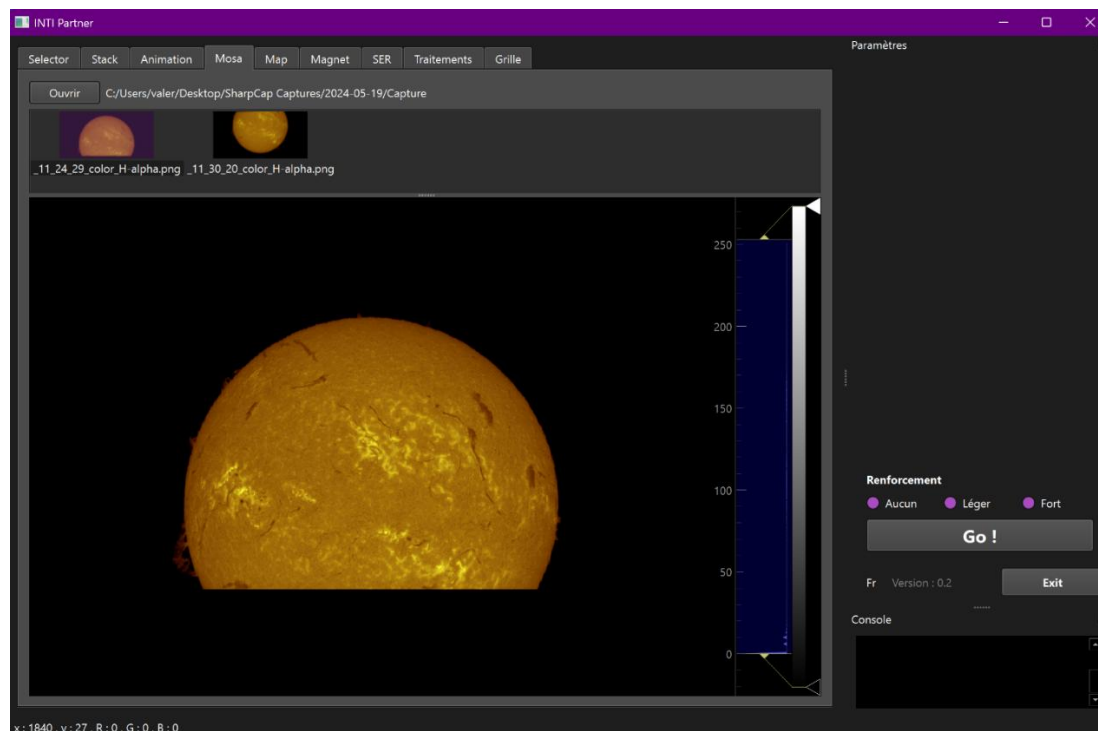 INTI Partner
Selector Stack Animation Mosa Map Magnet SER Traitements Grille
Paramètres
Ouvrir C:/Users/valer/Desktop/SharpCap Captures/2024-05-19/Capture
_11_24_29_color_H-alpha.png _11_30_20_color_H-alpha.png
250
200
150
100
50
0
Renforcement
Aucun Léger Fort
Go !
Fr Version : 0.2 Exit
Console
x : 1840 , y : 27 , R : 0 , G : 0 , B : 0